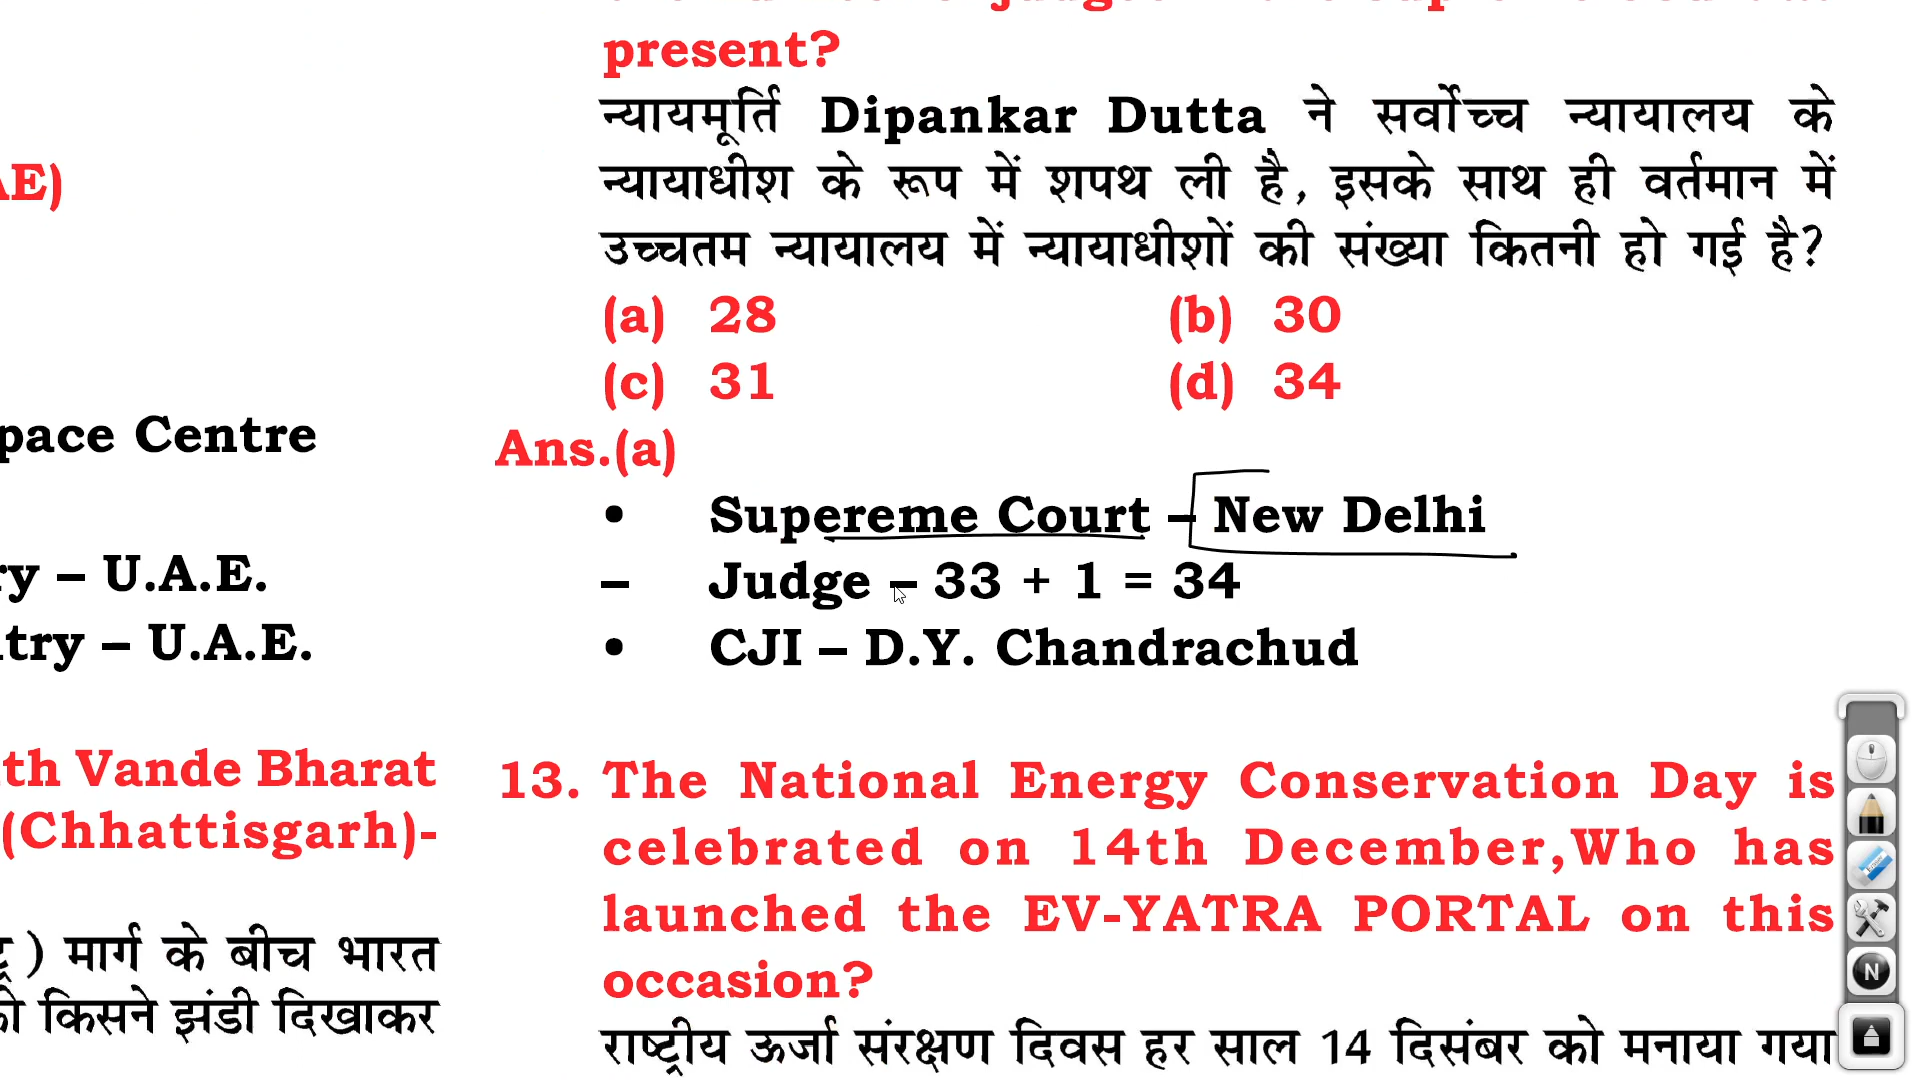 AE)
pace Centre
ry – U.A.E.
try – U.A.E.
th Vande Bharat
(Chhattisgarh)-
) मार्ग के बीच भारत
किसने झंडी दिखाकर
present?
न्यायमूर्ति Dipankar Dutta ने सर्वोच्च न्यायालय के
न्यायाधीश के रूप में शपथ ली है, इसके साथ ही वर्तमान में
उच्चतम न्यायालय में न्यायाधीशों की संख्या कितनी हो गई है?
(a) 28 (b) 30
(c) 31 (d) 34
Ans.(a)
• Supereme Court – New Delhi
– Judge – 33 + 1 = 34
• CJI – D.Y. Chandrachud
13. The National Energy Conservation Day is
celebrated on 14th December,Who has
launched the EV-YATRA PORTAL on this
occasion?
राष्ट्रीय ऊर्जा संरक्षण दिवस हर साल 14 दिसंबर को मनाया गया
N